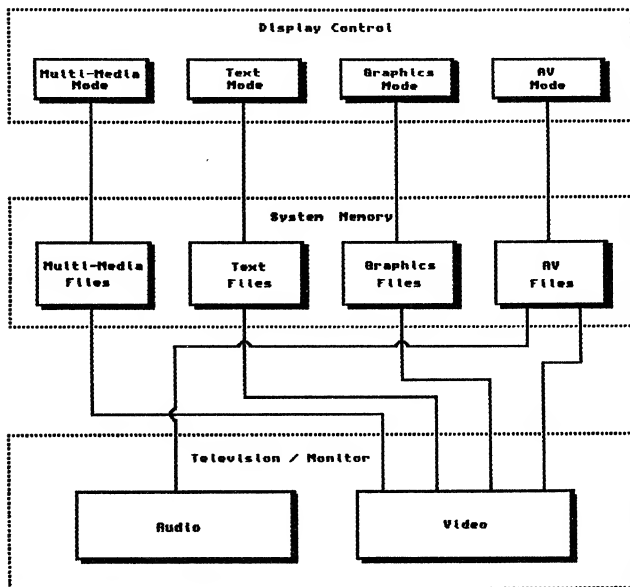 Display Control
Multi-Media
Mode
Text
Mode
Graphics
Mode
AV
Mode
System Memory
Multi-Media
Files
Text
Files
Graphics
Files
AV
Files
Television / Monitor
Audio
Video